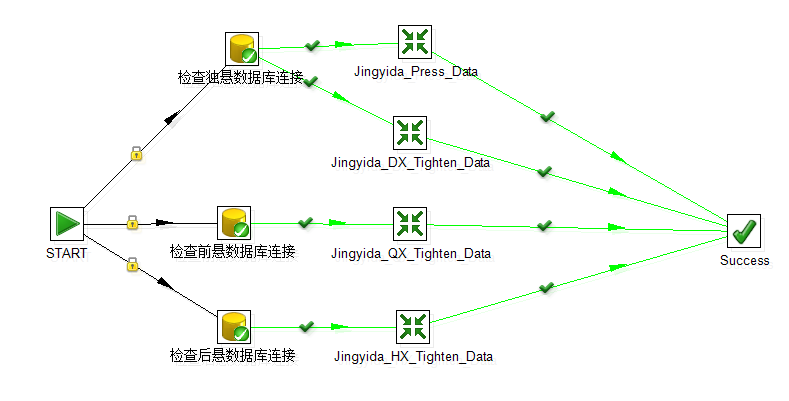 检查独悬数据库连接
Jingyida_Press_Data
Jingyida_DX_Tighten_Data
START
检查前悬数据库连接
Jingyida_QX_Tighten_Data
Success
检查后悬数据库连接
Jingyida_HX_Tighten_Data